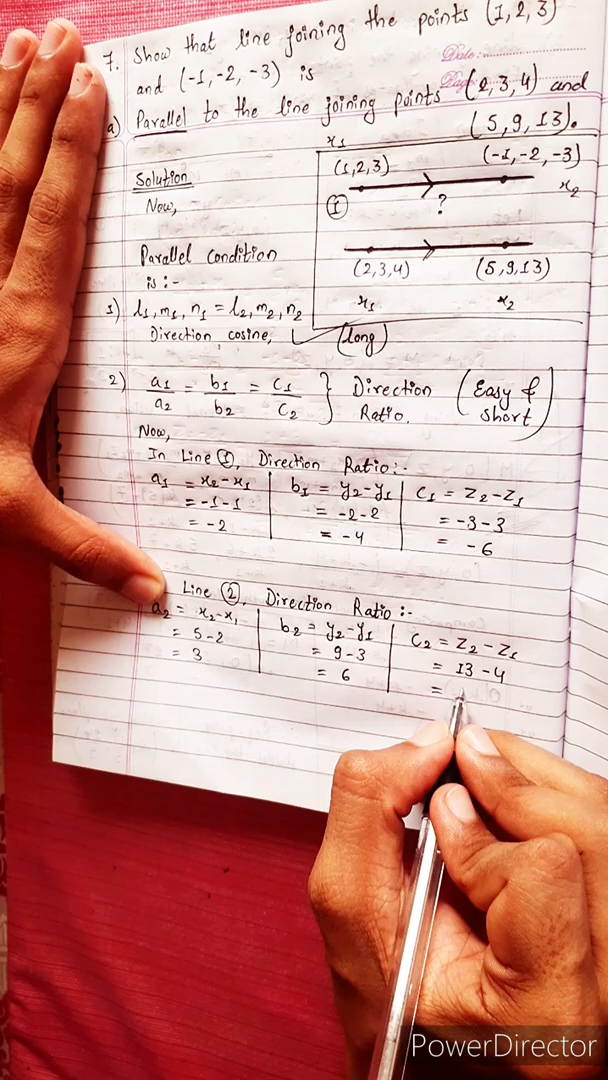 7. Show that line joining the points (1,2,3)
and (-1,-2,-3) is
Date:
Page:
a) Parallel to the line joining points (2,3,4) and
(5,9,13).
Solution
Now,
x1
(1,2,3) (-1,-2,-3)
x2
① ?
(2,3,4) (5,9,13)
x1 x2
Parallel condition
is :-
1) l1, m1, n1 = l2, m2, n2
Direction cosine, (long)
2) a1/a2 = b1/b2 = c1/c2 } Direction Ratio. (Easy & short)
Now,
In Line ①, Direction Ratio:-
a1 = x2-x1 | b1 = y2-y1 | c1 = z2-z1
= -1-1 | = -2-2 | = -3-3
= -2 | = -4 | = -6
Line ②, Direction Ratio :-
a2 = x2-x1 | b2 = y2-y1 | c2 = z2-z1
= 5-2 | = 9-3 | = 13-4
= 3 | = 6 | =
PowerDirector